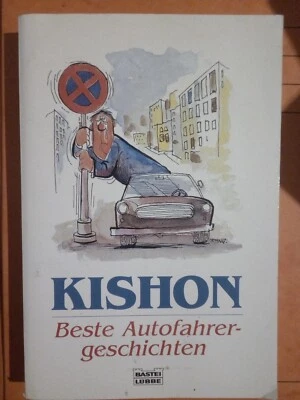 KISHON
Beste Autofahrer-
geschichten
BASTEI
LÜBBE